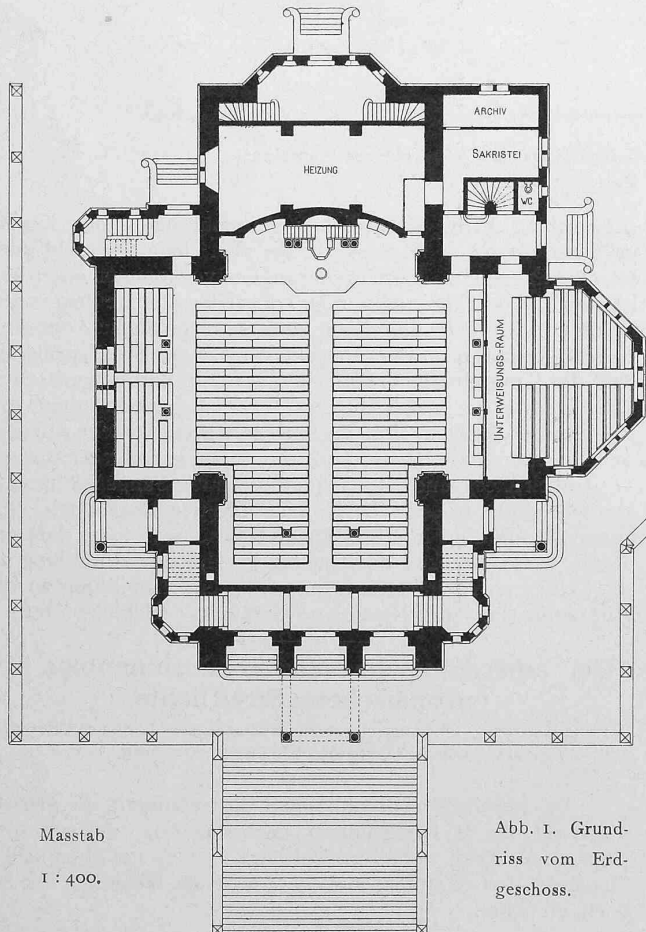 ARCHIV
SAKRISTEI
HEIZUNG
WC
UNTERWEISUNGS-RAUM
Masstab
1 : 400.
Abb. 1. Grund-
riss vom Erd-
geschoss.